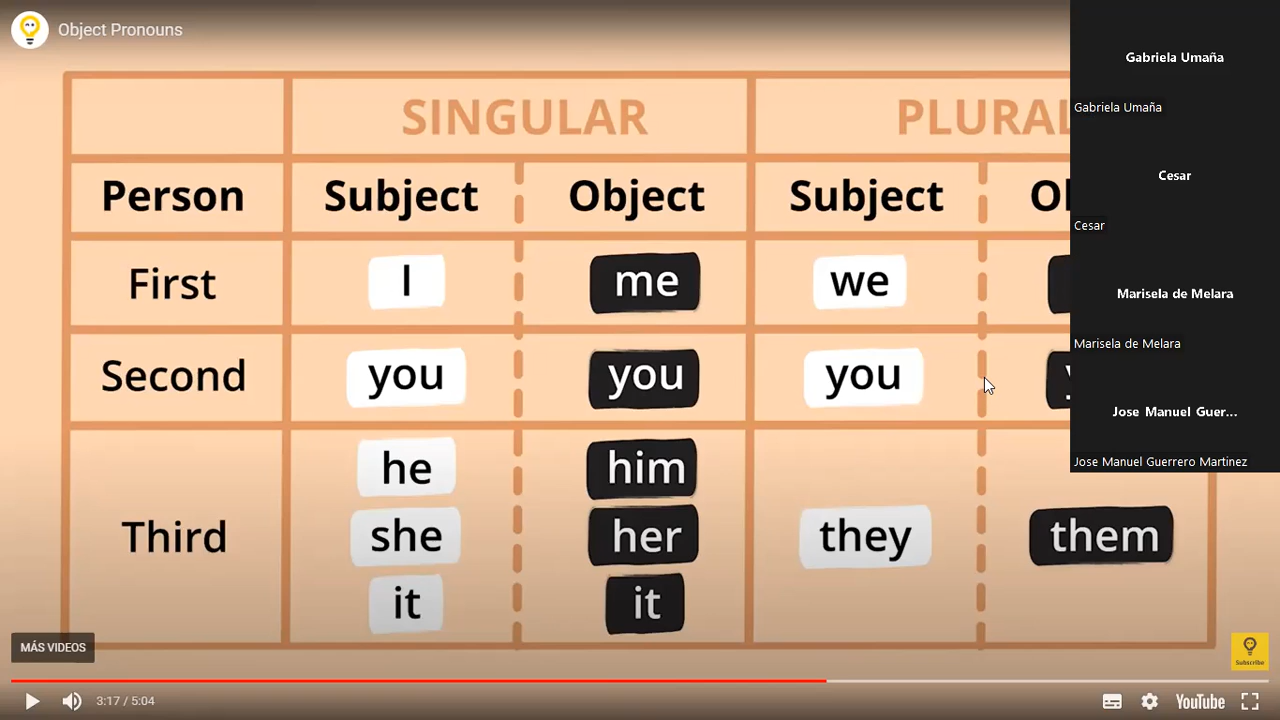 Object Pronouns
SINGULAR PLURAL
Person Subject Object Subject
First I me we
Second you you you
Third
he him
she her they them
it it
MÁS VIDEOS
Subscribe
3:17 / 5:04 YouTube
Gabriela Umaña
Gabriela Umaña
Cesar
Cesar
Marisela de Melara
Marisela de Melara
Jose Manuel Guer...
Jose Manuel Guerrero Martinez